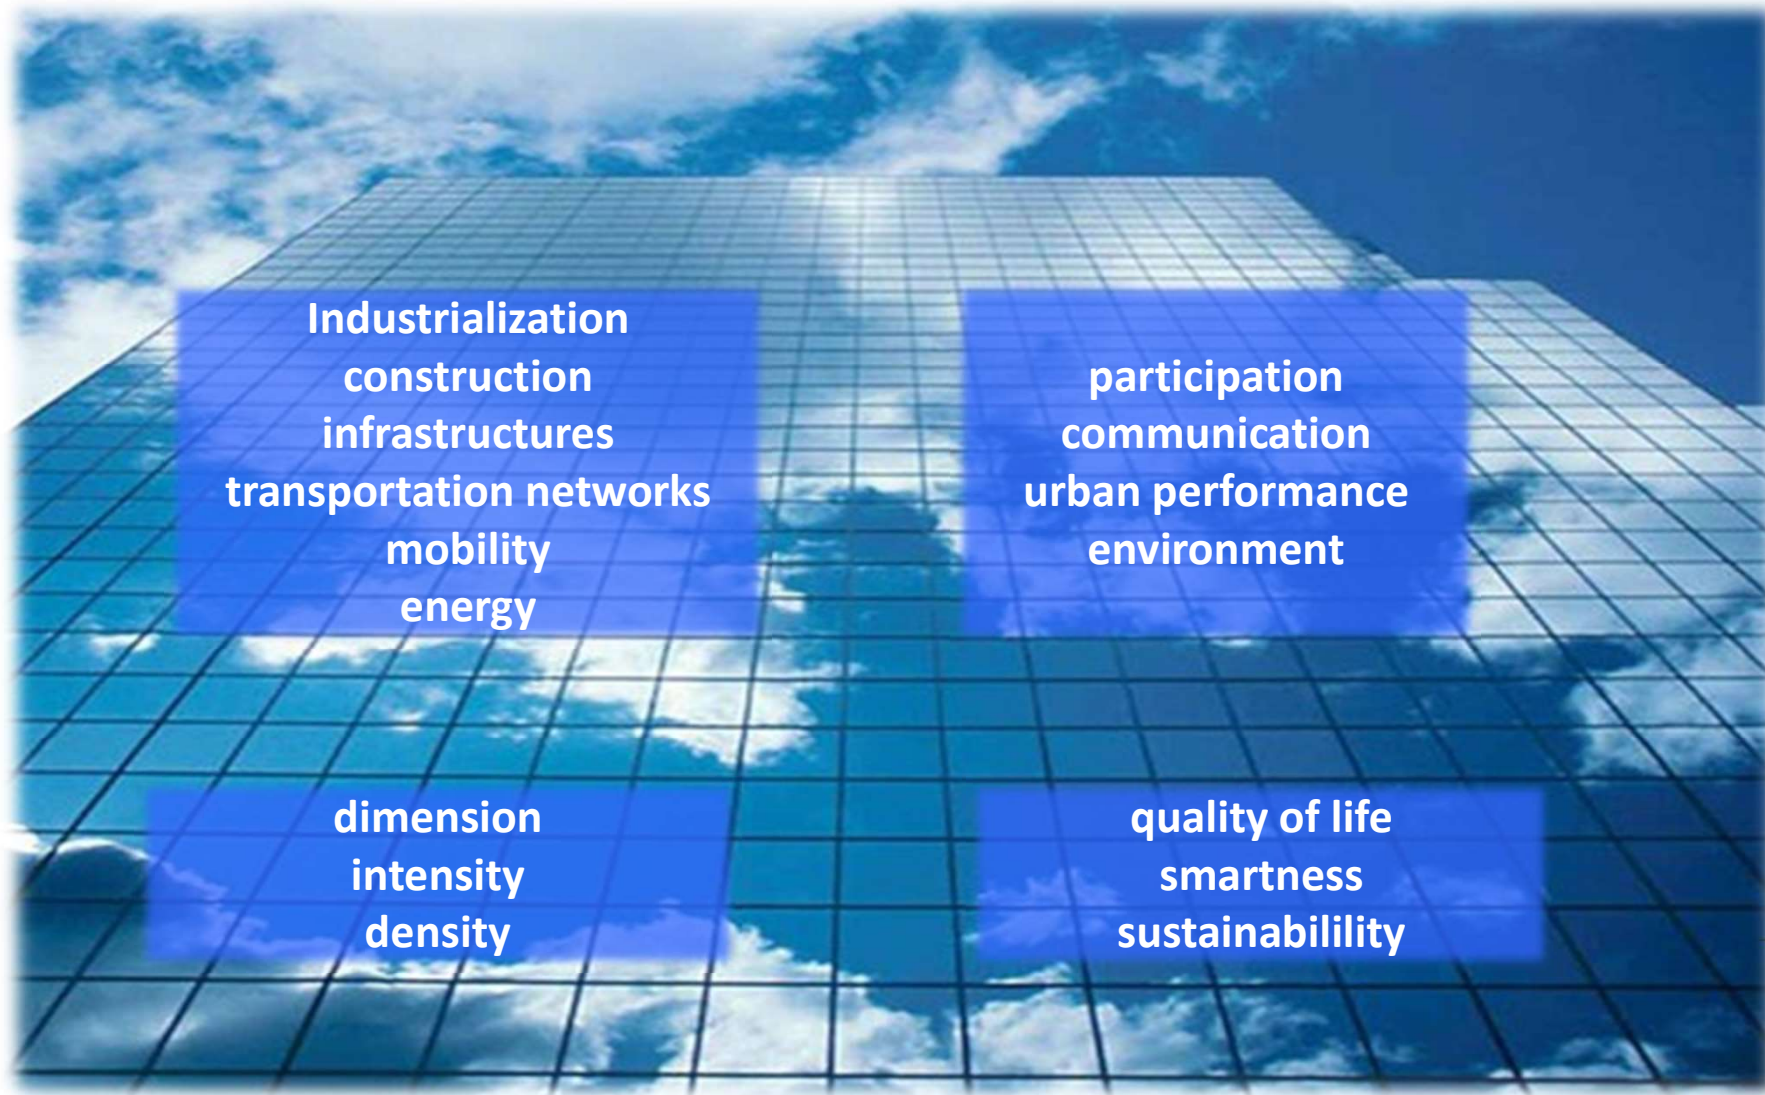 Industrialization
construction
infrastructures
transportation networks
mobility
energy
participation
communication
urban performance
environment
dimension
intensity
density
quality of life
smartness
sustainabilility